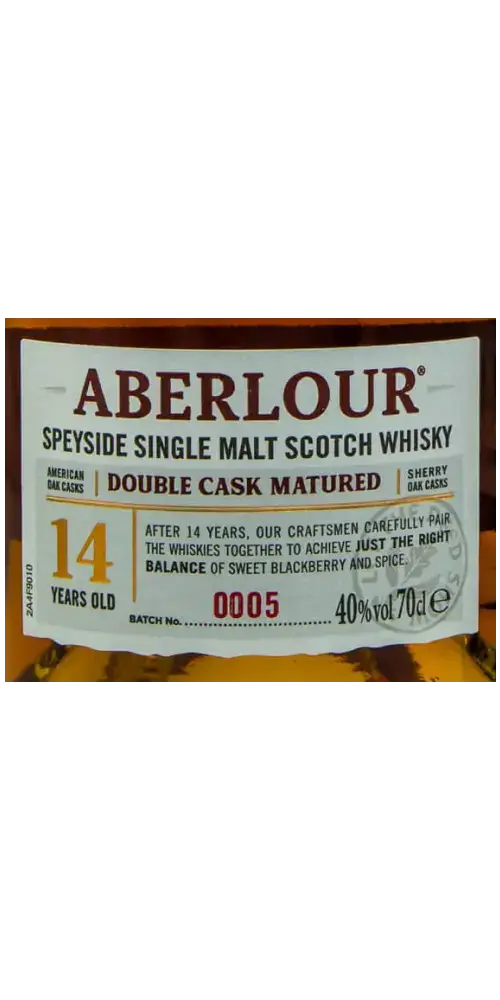 ABERLOUR®
SPEYSIDE SINGLE MALT SCOTCH WHISKY
AMERICAN
OAK CASKS
DOUBLE CASK MATURED
SHERRY
OAK CASKS
14
YEARS OLD
AFTER 14 YEARS, OUR CRAFTSMEN CAREFULLY PAIR
THE WHISKIES TOGETHER TO ACHIEVE JUST THE RIGHT
BALANCE OF SWEET BLACKBERRY AND SPICE.
BATCH No. 0005
40%vol 70cl e
2A4F9010